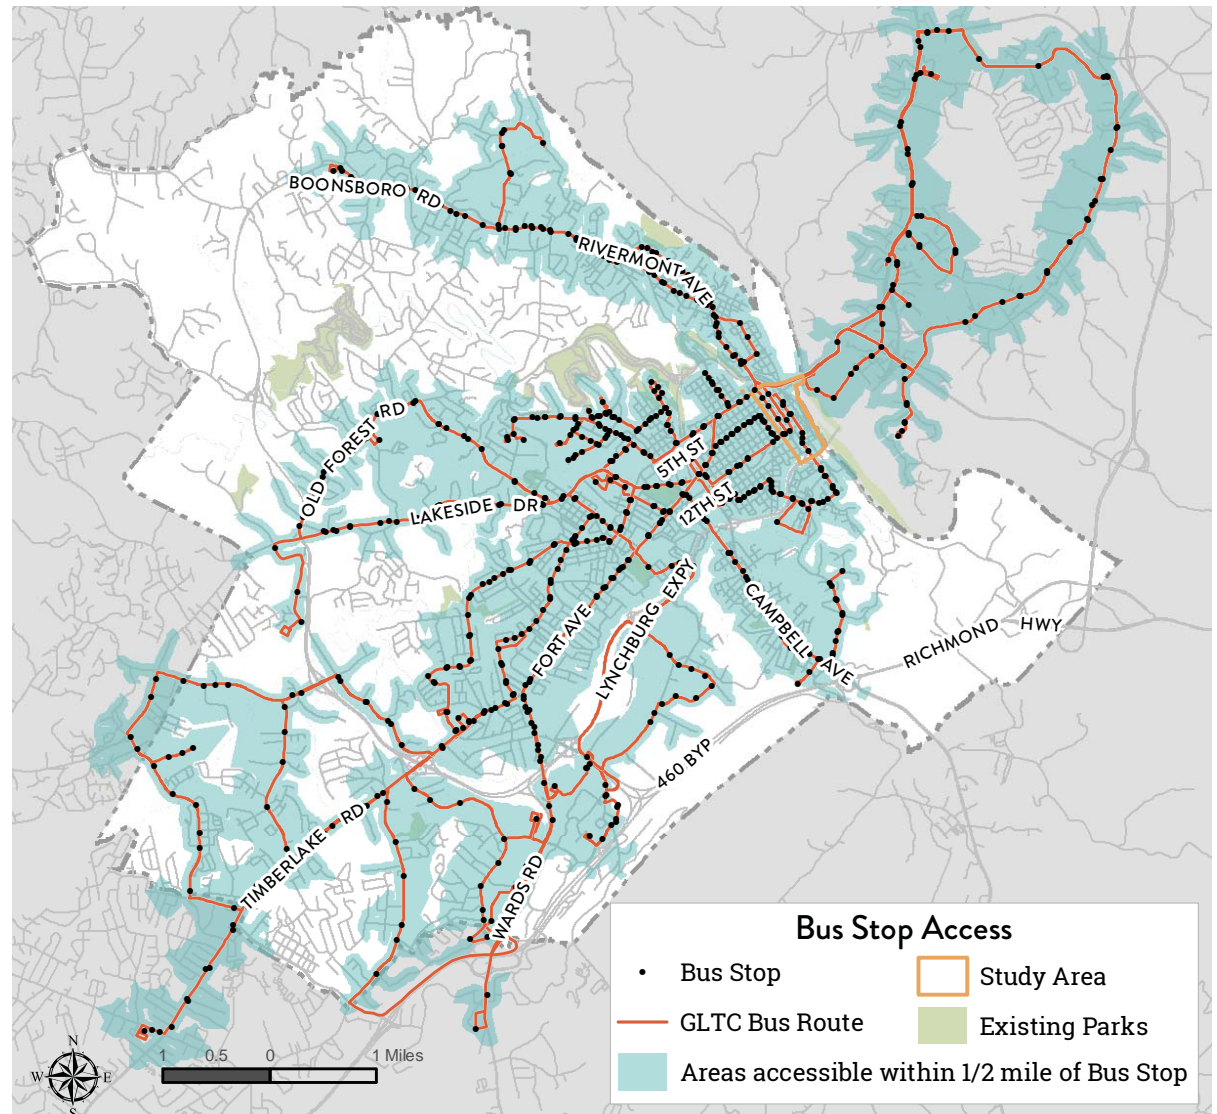 BOONSBORO RD
RIVERMONT AVE
OLD FOREST RD
5TH ST
LAKESIDE DR
12TH ST
FORT AVE
LYNCHBURG EXPY
CAMPBELL AVE
RICHMOND HWY
460 BYP
TIMBERLAKE RD
WARDS RD
Bus Stop Access
Bus Stop
Study Area
GLTC Bus Route
Existing Parks
Areas accessible within 1/2 mile of Bus Stop
N
W E
S
1 0.5 0 1 Miles